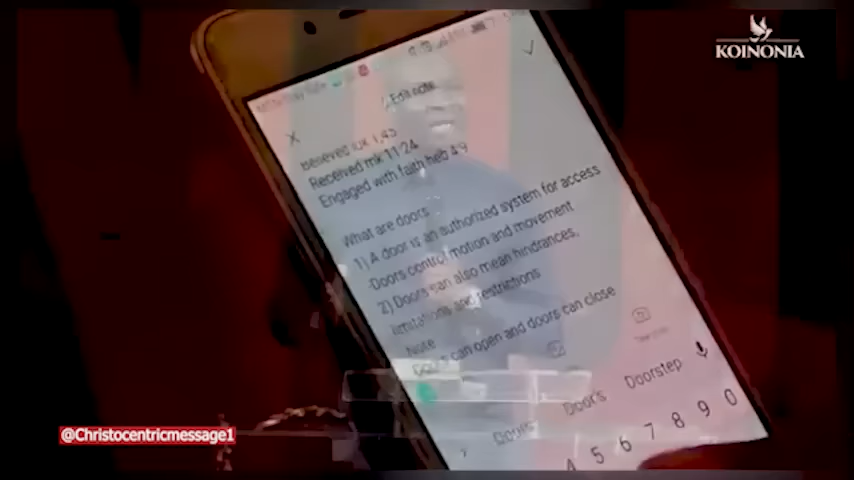 KOINONIA
Edit note
believed luk 1:45
Received mk 11:24
Engaged with faith heb 4:9
What are doors
1) A door is an authorized system for access
-Doors control motion and movement
2) Doors can also mean hindrances,
limitations and restrictions
Note
Doors can open and doors can close
Doors Door's Doorstep
4 5 6 7 8 9 0
@Christocentricmessage1